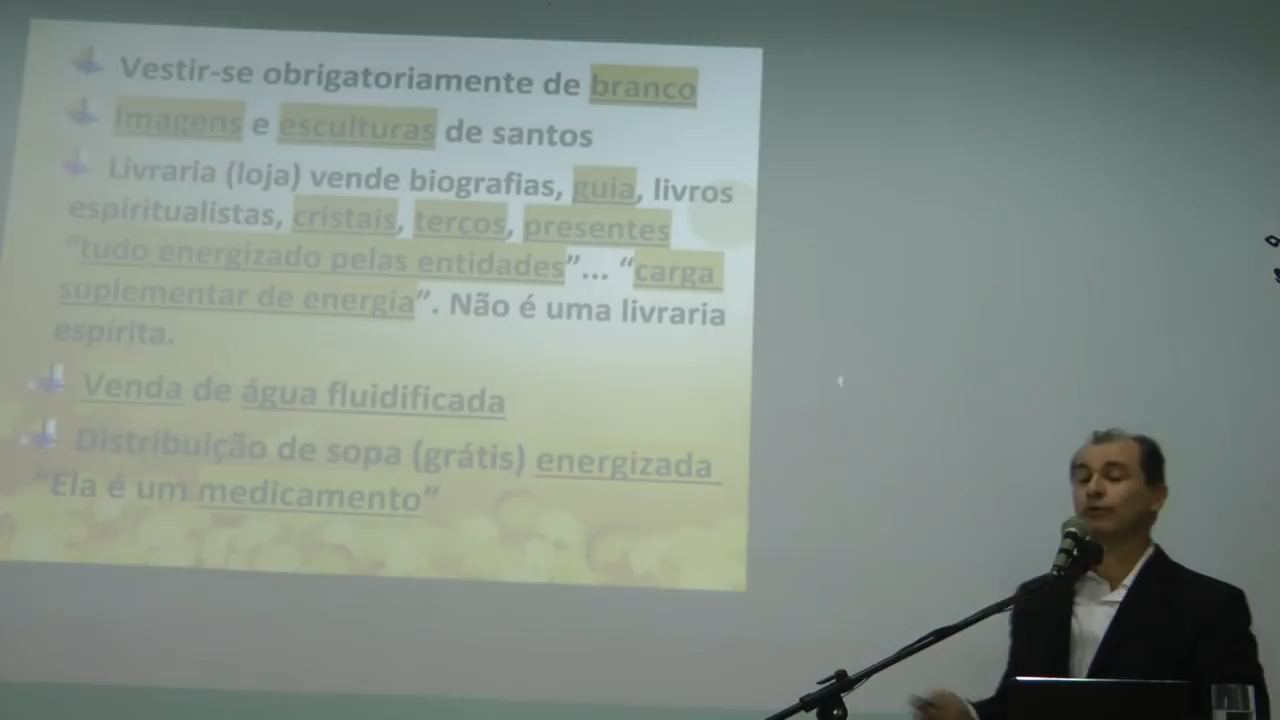 Vestir-se obrigatoriamente de branco
Imagens e esculturas de santos
Livraria (loja) vende biografias, guia, livros
espiritualistas, cristais, terços, presentes
“tudo energizado pelas entidades”... “carga
suplementar de energia”. Não é uma livraria
espírita.
Venda de água fluidificada
Distribuição de sopa (grátis) energizada
“Ela é um medicamento”